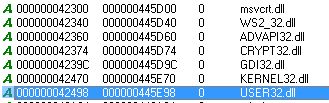 A 000000042300 000000445D00 0 msvcrt.dll
A 000000042340 000000445D40 0 WS2_32.dll
A 000000042360 000000445D60 0 ADVAPI32.dll
A 000000042374 000000445D74 0 CRYPT32.dll
A 00000004239C 000000445D9C 0 GDI32.dll
A 000000042470 000000445E70 0 KERNEL32.dll
A 000000042498 000000445E98 0 USER32.dll